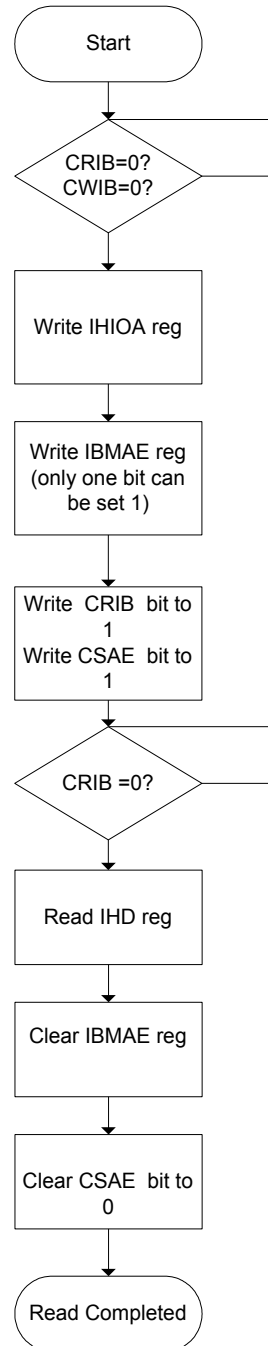 Start
CRIB=0?
CWIB=0?
Write IHIOA reg
Write IBMAE reg
(only one bit can
be set 1)
Write CRIB bit to
1
Write CSAE bit to
1
CRIB =0?
Read IHD reg
Clear IBMAE reg
Clear CSAE bit to
0
Read Completed